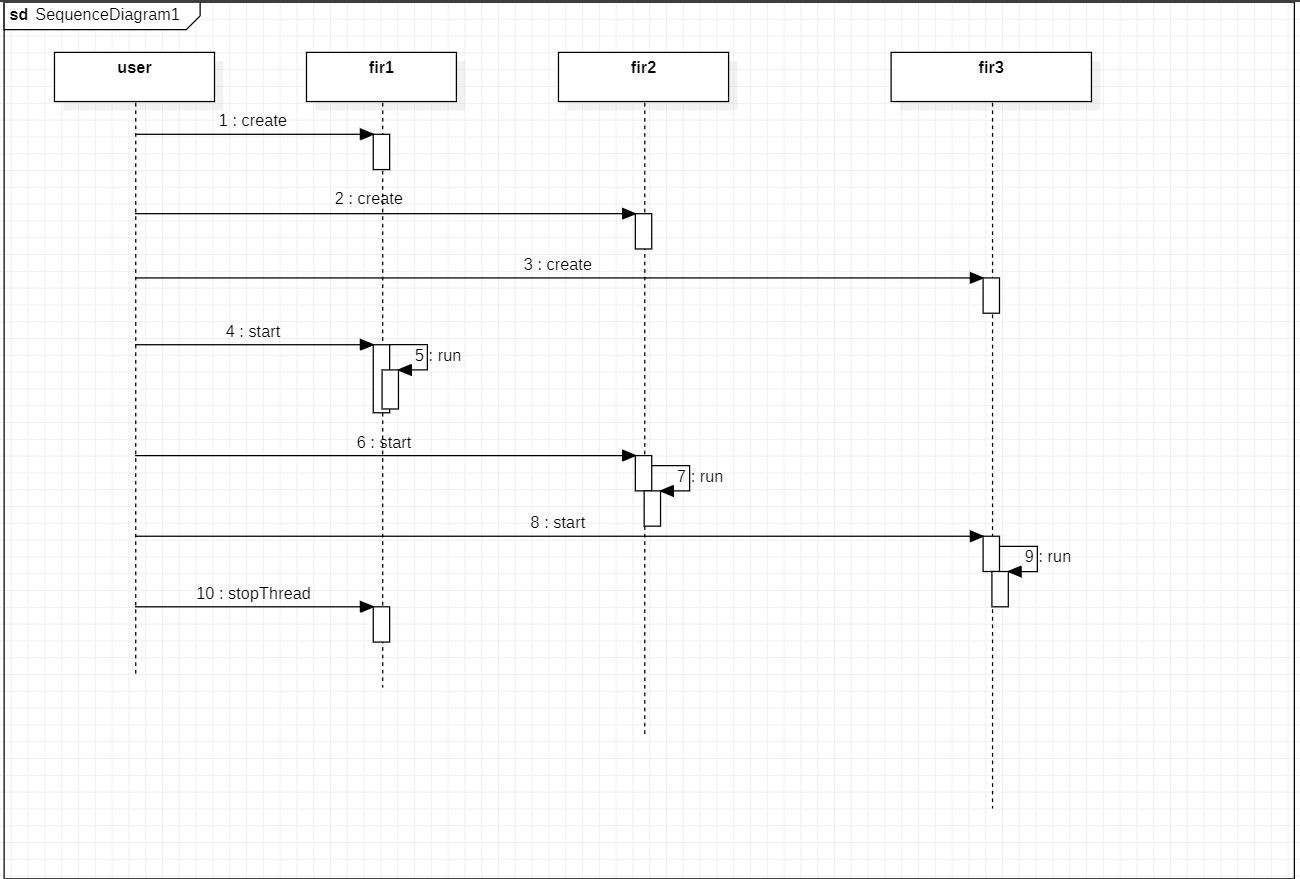 sd SequenceDiagram1
user
fir1
fir2
fir3
1 : create
2 : create
3 : create
4 : start
5 : run
6 : start
7 : run
8 : start
9 : run
10 : stopThread